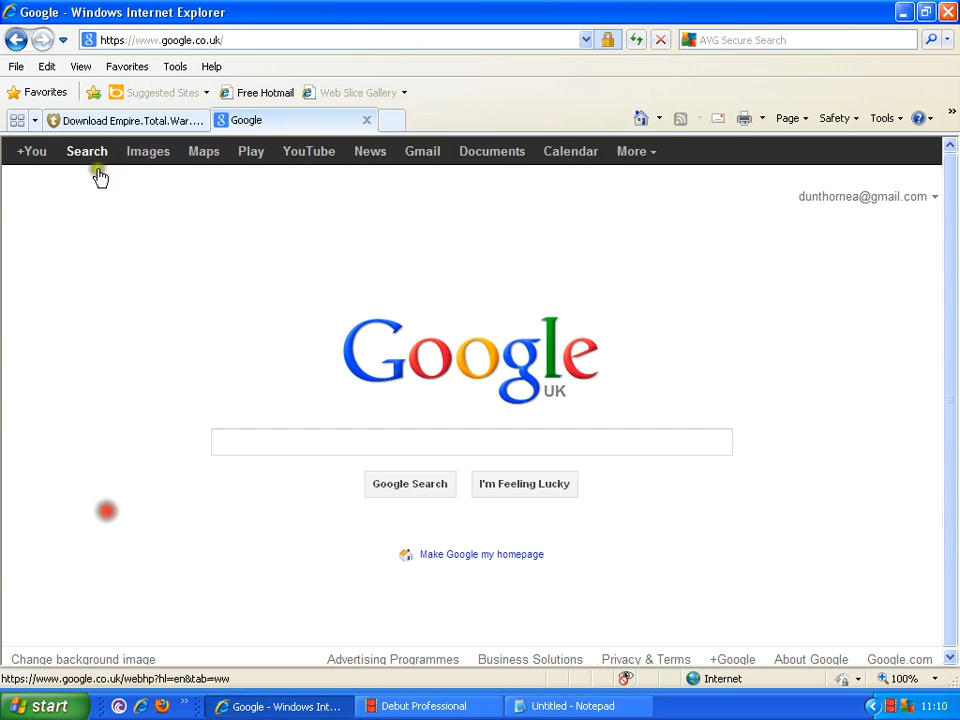 Google - Windows Internet Explorer
https://www.google.co.uk/
AVG Secure Search
File Edit View Favorites Tools Help
Favorites Suggested Sites Free Hotmail Web Slice Gallery
Download Empire.Total.War.... Google Page Safety Tools »
+You Search Images Maps Play YouTube News Gmail Documents Calendar More
dunthornea@gmail.com
Google
UK
Google Search I'm Feeling Lucky
Make Google my homepage
Change background image Advertising Programmes Business Solutions Privacy & Terms +Google About Google Google.com
https://www.google.co.uk/webhp?hl=en&tab=ww Internet 100%
start » Google - Windows Int... Debut Professional Untitled - Notepad 11:10